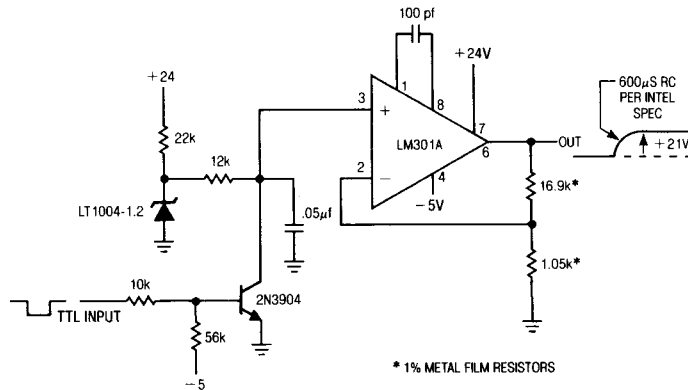 100 pf
+24V
+24
600µS RC
PER INTEL
SPEC
1
8
3
+
7
22k
LM301A
6
OUT
+21V
12k
2
−
4
−5V
16.9k*
LT1004-1.2
.05µf
1.05k*
10k
2N3904
TTL INPUT
56k
−5
* 1% METAL FILM RESISTORS